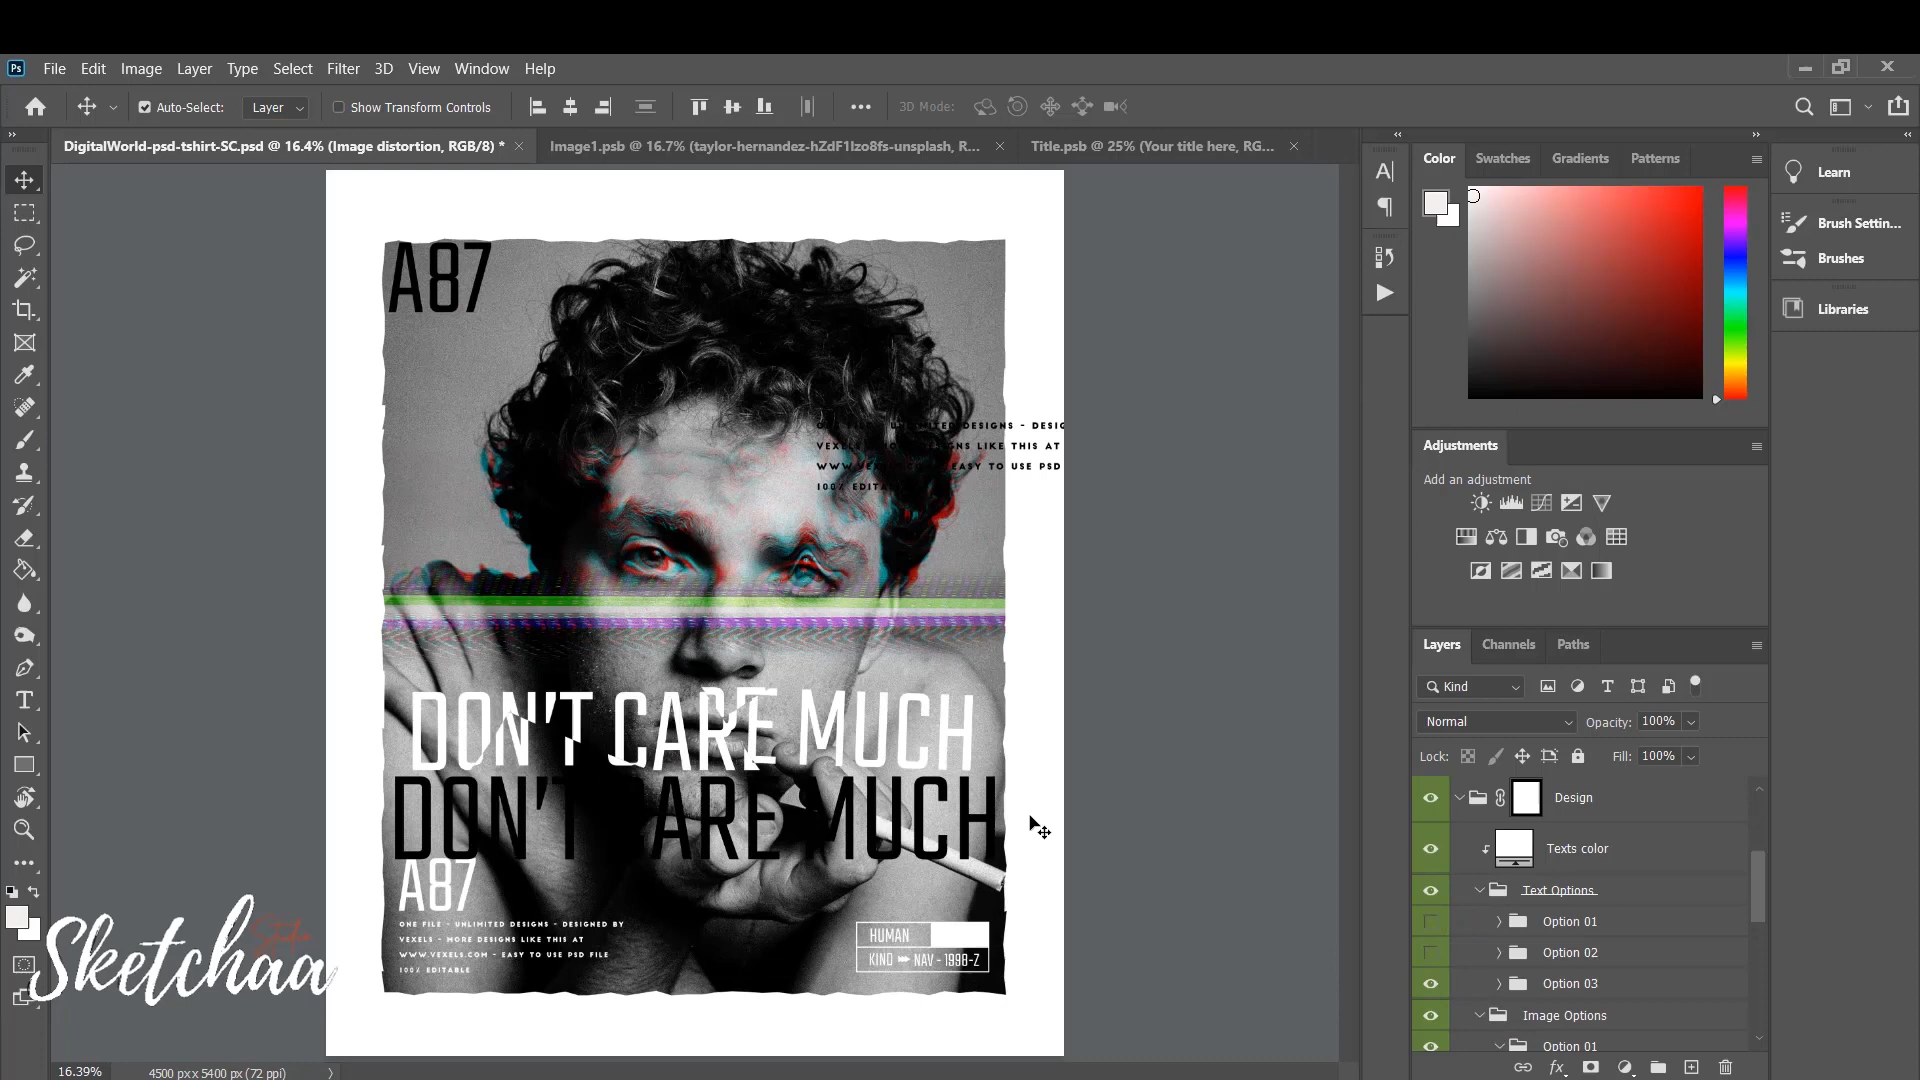 Ps File Edit Image Layer Type Select Filter 3D View Window Help
Auto-Select: Layer Show Transform Controls 3D Mode:
DigitalWorld-psd-tshirt-SC.psd @ 16.4% (Image distortion, RGB/8) *
Image1.psb @ 16.7% (taylor-hernandez-hZdF1Izo8fs-unsplash, R...
Title.psb @ 25% (Your title here, RG...
Color Swatches Gradients Patterns
Learn
Brush Settin...
Brushes
Libraries
A87
DESIG
VEXELS LIKE THIS AT
EASY TO USE PSD
100%
DON'T CARE MUCH
DON'T CARE MUCH
A87
ONE FILE - UNLIMITED DESIGNS - DESIGNED BY
VEXELS - MORE DESIGNS LIKE THIS AT
WWW.VEXELS.COM - EASY TO USE PSD FILE
100% EDITABLE
HUMAN
KIND NAV - 1998-Z
Sketchaa
Studio
Adjustments
Add an adjustment
Layers Channels Paths
Kind
Normal Opacity: 100%
Lock: Fill: 100%
Design
Texts color
Text Options
Option 01
Option 02
Option 03
Image Options
Option 01
16.39% 4500 px x 5400 px (72 ppi)